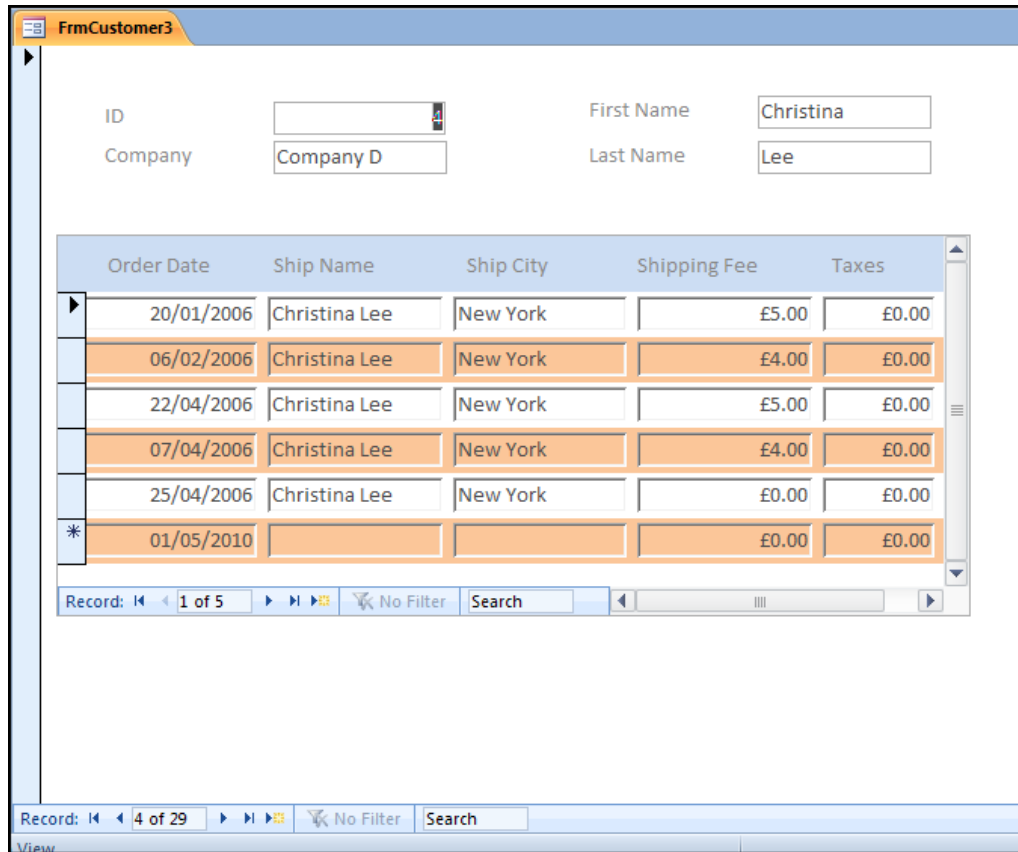 FrmCustomer3
ID 4 First Name Christina
Company Company D Last Name Lee
Order Date Ship Name Ship City Shipping Fee Taxes
20/01/2006 Christina Lee New York £5.00 £0.00
06/02/2006 Christina Lee New York £4.00 £0.00
22/04/2006 Christina Lee New York £5.00 £0.00
07/04/2006 Christina Lee New York £4.00 £0.00
25/04/2006 Christina Lee New York £0.00 £0.00
* 01/05/2010 £0.00 £0.00
Record: 1 of 5 No Filter Search
Record: 4 of 29 No Filter Search
View